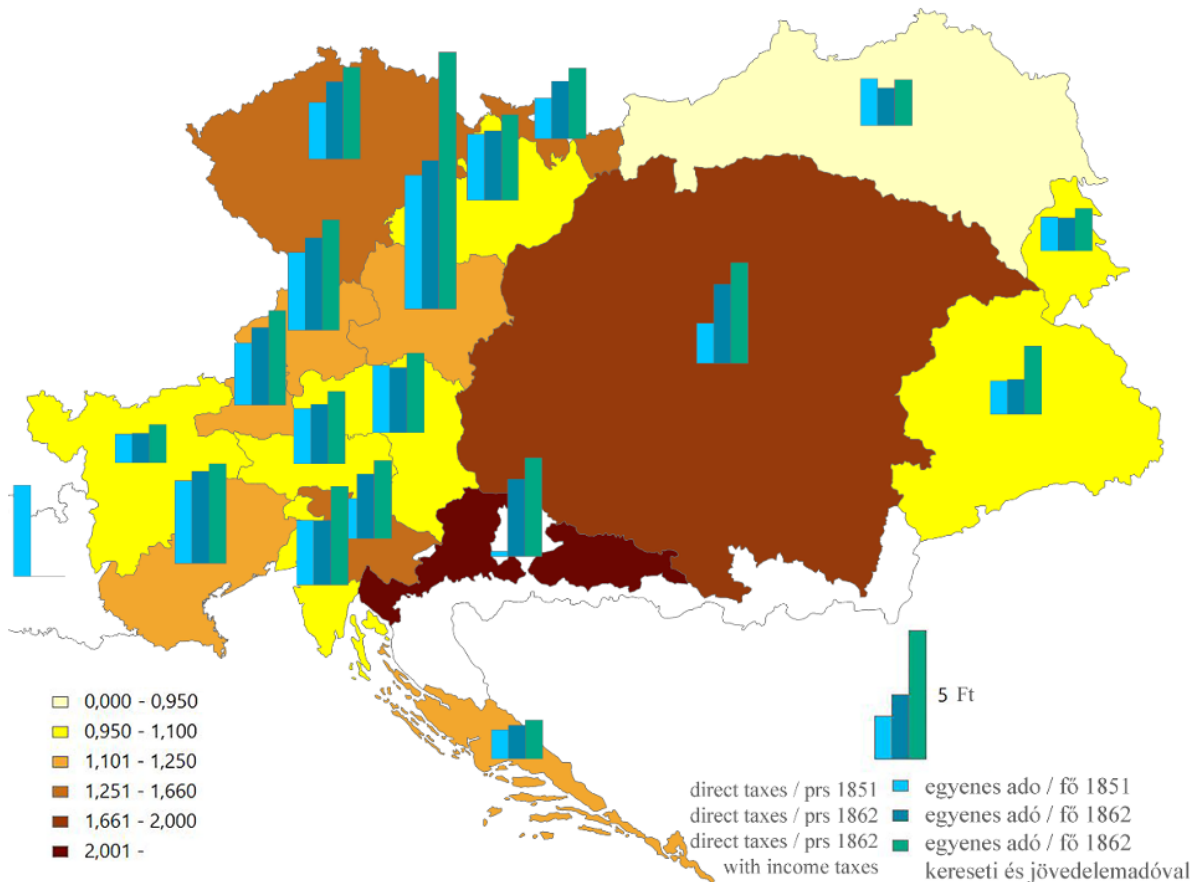 0,000 - 0,950
0,950 - 1,100
1,101 - 1,250
1,251 - 1,660
1,661 - 2,000
2,001 -
5 Ft
direct taxes / prs 1851 egyenes adó / fő 1851
direct taxes / prs 1862 egyenes adó / fő 1862
direct taxes / prs 1862 egyenes adó / fő 1862
with income taxes kereseti és jövedelemadóval